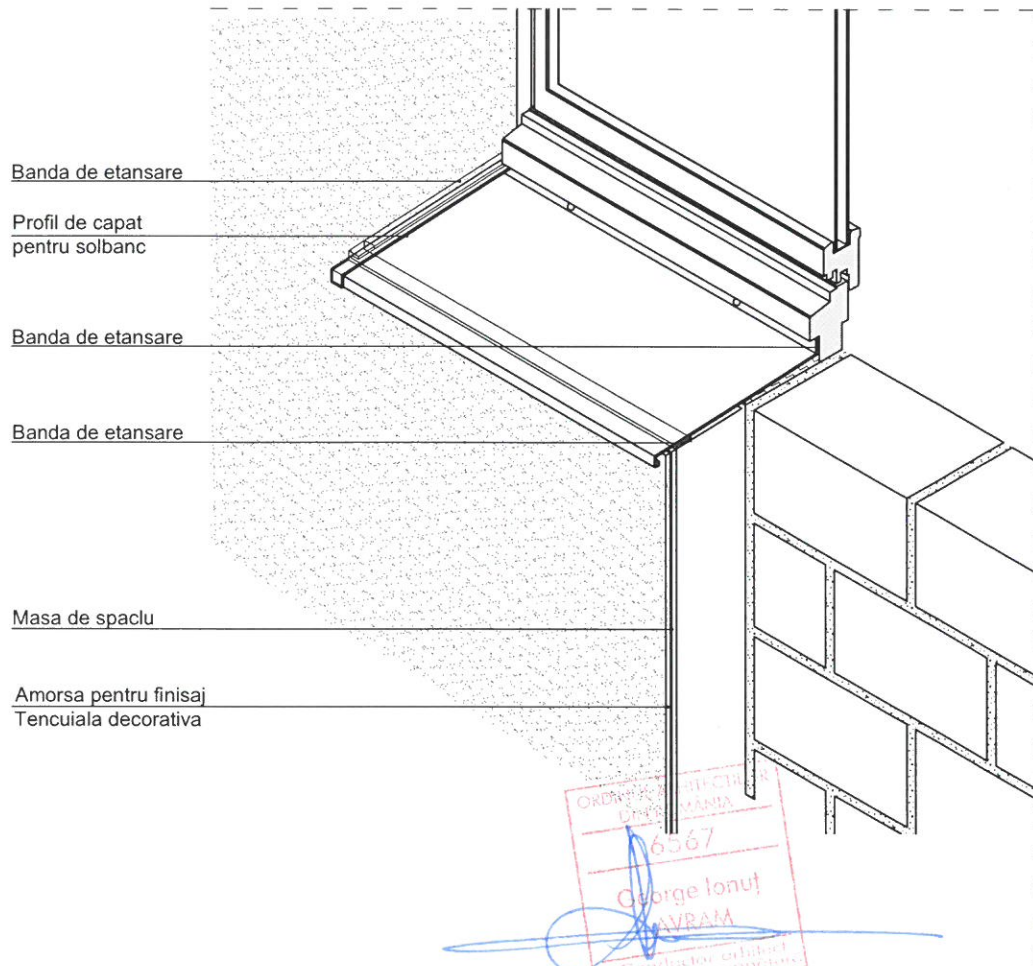 Banda de etansare
Profil de capat
pentru solbanc
Banda de etansare
Banda de etansare
Masa de spaclu
Amorsa pentru finisaj
Tencuiala decorativa
6567
George Ionuț
AVRAM